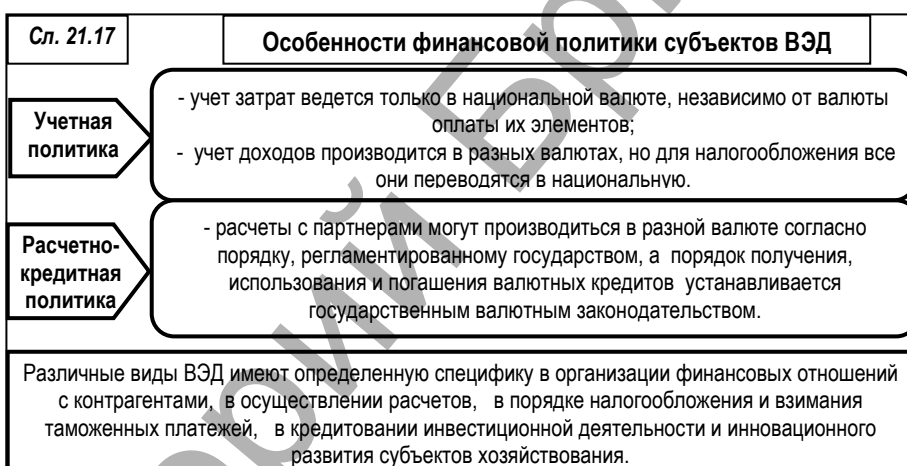 Сл. 21.17
Особенности финансовой политики субъектов ВЭД
Учетная
политика
- учет затрат ведется только в национальной валюте, независимо от валюты
оплаты их элементов;
- учет доходов производится в разных валютах, но для налогообложения все
они переводятся в национальную.
Расчетно-
кредитная
политика
- расчеты с партнерами могут производиться в разной валюте согласно
порядку, регламентированному государством, а порядок получения,
использования и погашения валютных кредитов устанавливается
государственным валютным законодательством.
Различные виды ВЭД имеют определенную специфику в организации финансовых отношений
с контрагентами, в осуществлении расчетов, в порядке налогообложения и взимания
таможенных платежей, в кредитовании инвестиционной деятельности и инновационного
развития субъектов хозяйствования.